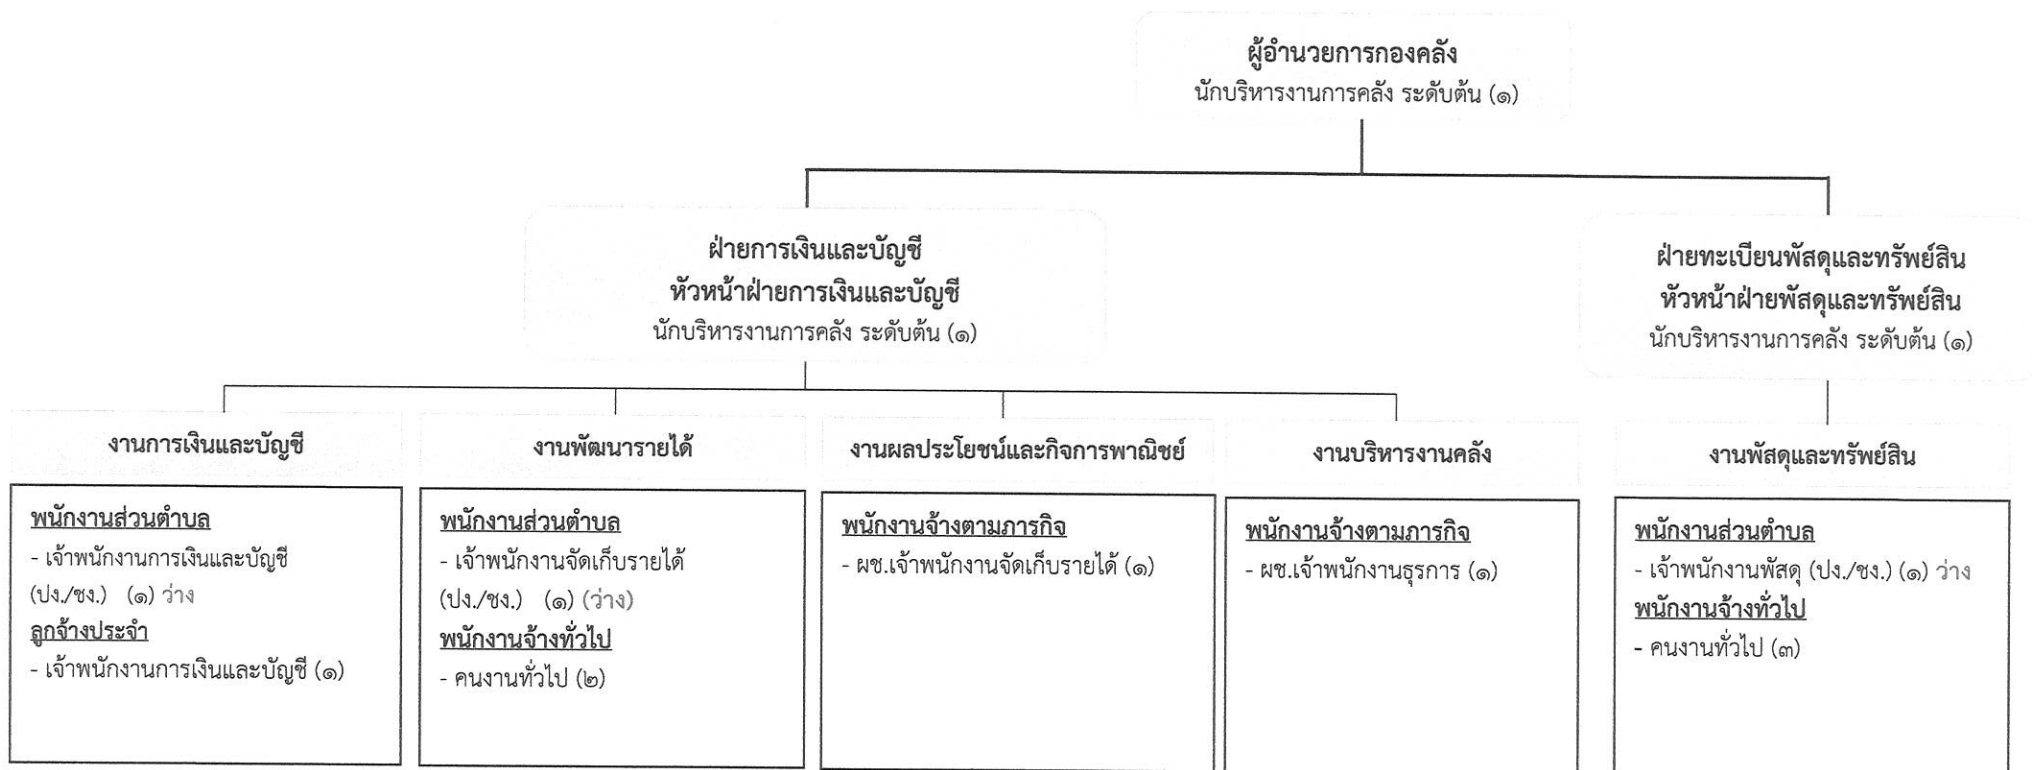 ผู้อำนวยการกองคลัง
นักบริหารงานการคลัง ระดับต้น (๑)
ฝ่ายการเงินและบัญชี
หัวหน้าฝ่ายการเงินและบัญชี
นักบริหารงานการคลัง ระดับต้น (๑)
ฝ่ายทะเบียนพัสดุและทรัพย์สิน
หัวหน้าฝ่ายพัสดุและทรัพย์สิน
นักบริหารงานการคลัง ระดับต้น (๑)
งานการเงินและบัญชี
พนักงานส่วนตำบล
- เจ้าพนักงานการเงินและบัญชี
(ปง./ชง.) (๑) ว่าง
ลูกจ้างประจำ
- เจ้าพนักงานการเงินและบัญชี (๑)
งานพัฒนารายได้
พนักงานส่วนตำบล
- เจ้าพนักงานจัดเก็บรายได้
(ปง./ชง.) (๑) (ว่าง)
พนักงานจ้างทั่วไป
- คนงานทั่วไป (๒)
งานผลประโยชน์และกิจการพาณิชย์
พนักงานจ้างตามภารกิจ
- ผช.เจ้าพนักงานจัดเก็บรายได้ (๑)
งานบริหารงานคลัง
พนักงานจ้างตามภารกิจ
- ผช.เจ้าพนักงานธุรการ (๑)
งานพัสดุและทรัพย์สิน
พนักงานส่วนตำบล
- เจ้าพนักงานพัสดุ (ปง./ชง.) (๑) ว่าง
พนักงานจ้างทั่วไป
- คนงานทั่วไป (๓)